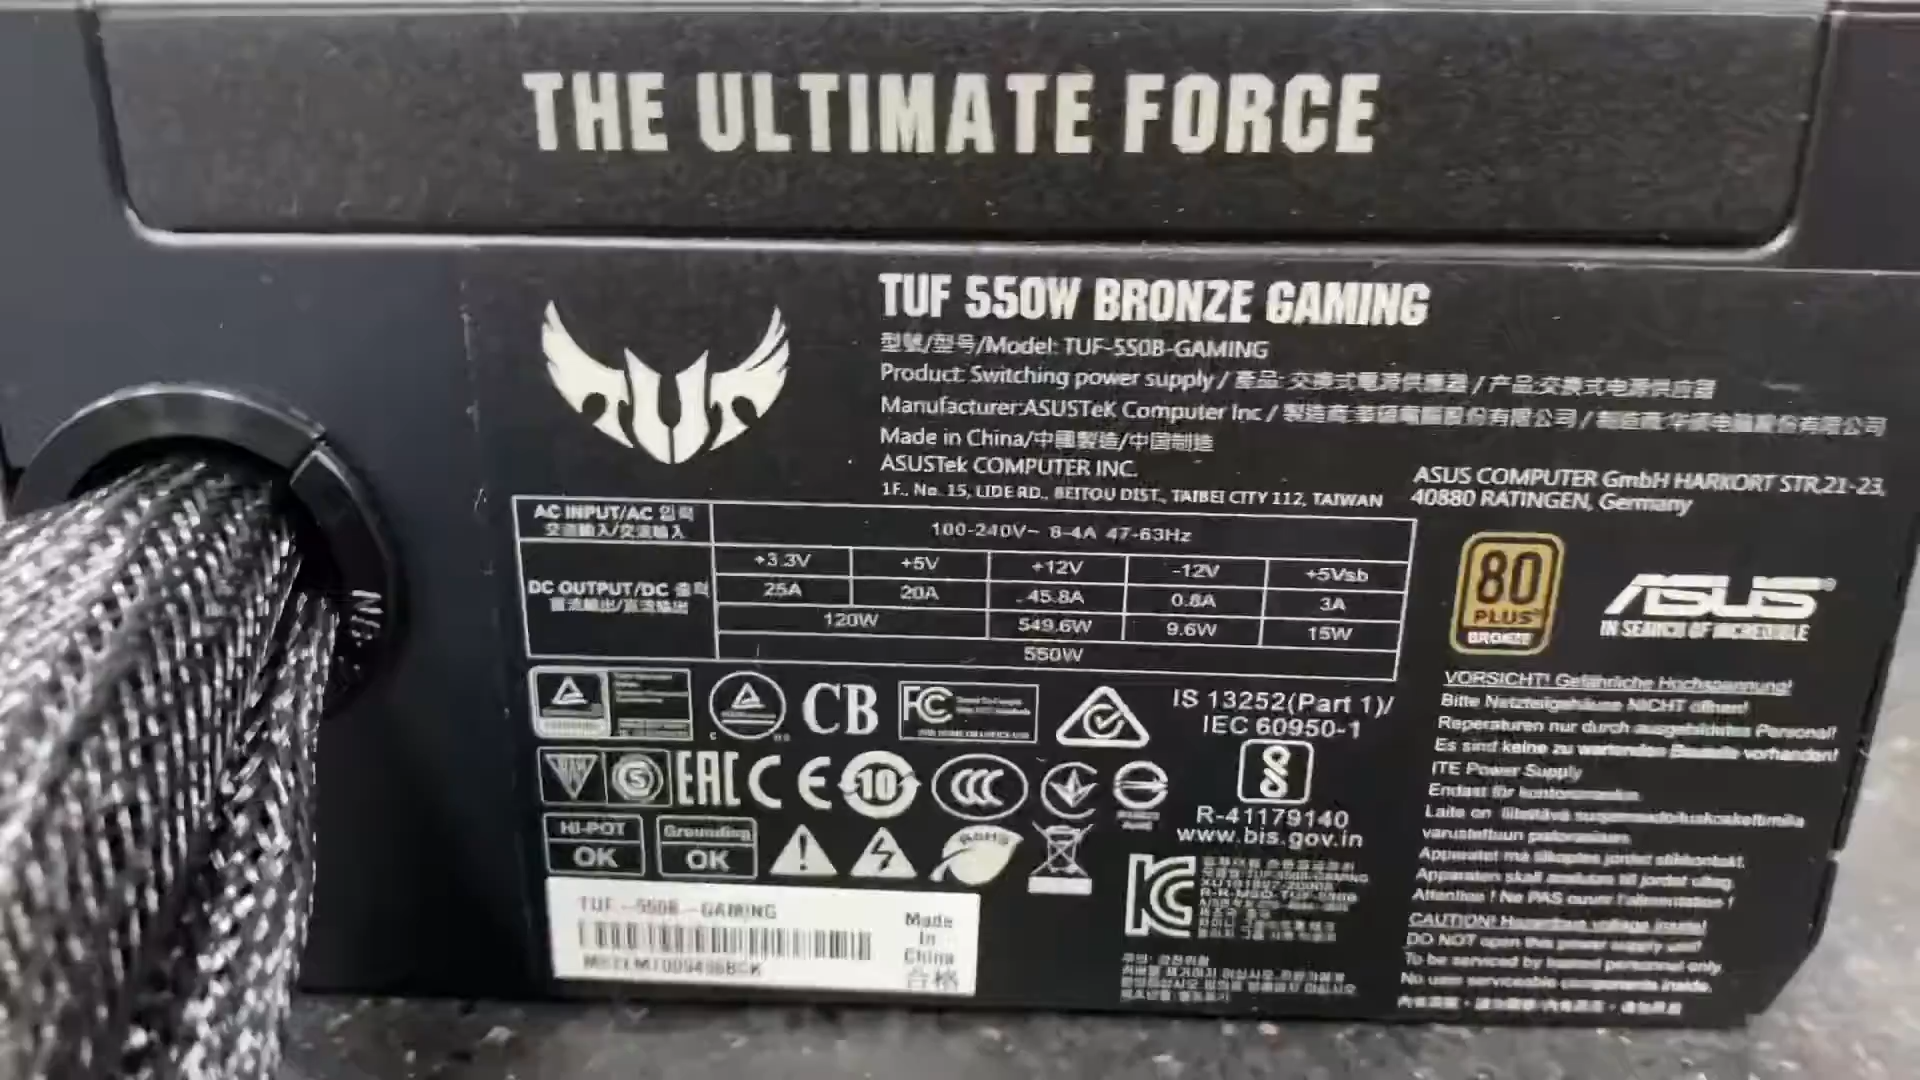 THE ULTIMATE FORCE
TUF 550W BRONZE GAMING
型號/型号/Model: TUF-550B-GAMING
Product: Switching power supply / 產品: 交換式電源供應器 / 产品:交换式电源供应器
Manufacturer:ASUSTeK Computer Inc / 製造商:華碩電腦股份有限公司 / 制造商:华硕电脑股份有限公司
Made in China/中國製造/中国制造
ASUSTek COMPUTER INC.
1F., No. 15, LIDE RD., BEITOU DIST., TAIBEI CITY 112, TAIWAN
ASUS COMPUTER GmbH HARKORT STR.21-23,
40880 RATINGEN, Germany
AC INPUT/AC 입력
交流輸入/交流输入
100-240V~ 8-4A 47-63Hz
DC OUTPUT/DC 출력
直流輸出/直流输出
+3.3V +5V +12V -12V +5Vsb
25A 20A 45.8A 0.8A 3A
120W 549.6W 9.6W 15W
550W
80
PLUS
BRONZE
ASUS
IN SEARCH OF INCREDIBLE
CB
FC
IS 13252(Part 1)/
IEC 60950-1
R-41179140
www.bis.gov.in
S
EAC
CE
10
CCC
HI-POT
OK
Grounding
OK
RoHS
TUF-550B-GAMING
Made
In
China
合格
VORSICHT! Gefährliche Hochspannung!
Bitte Netzteilgehäuse NICHT öffnen!
Reperaturen nur durch ausgebildetes Personal!
Es sind keine zu wartenden Bauteile vorhanden!
ITE Power Supply
Apparatet må tilkoples jordet stikkontakt.
Apparaten skall anslutas till jordat uttag.
Attention ! Ne PAS ouvrir l'alimentation !
CAUTION! Hazardous voltage inside!
DO NOT open this power supply unit!
To be serviced by trained personnel only.
No user serviceable components inside.